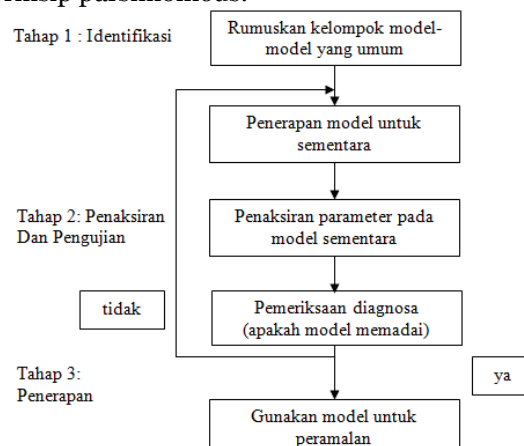 Tahap 1 : Identifikasi
Rumuskan kelompok model-
model yang umum
Penerapan model untuk
sementara
Tahap 2: Penaksiran
Dan Pengujian
Penaksiran parameter pada
model sementara
tidak
Pemeriksaan diagnosa
(apakah model memadai)
Tahap 3:
Penerapan
ya
Gunakan model untuk
peramalan